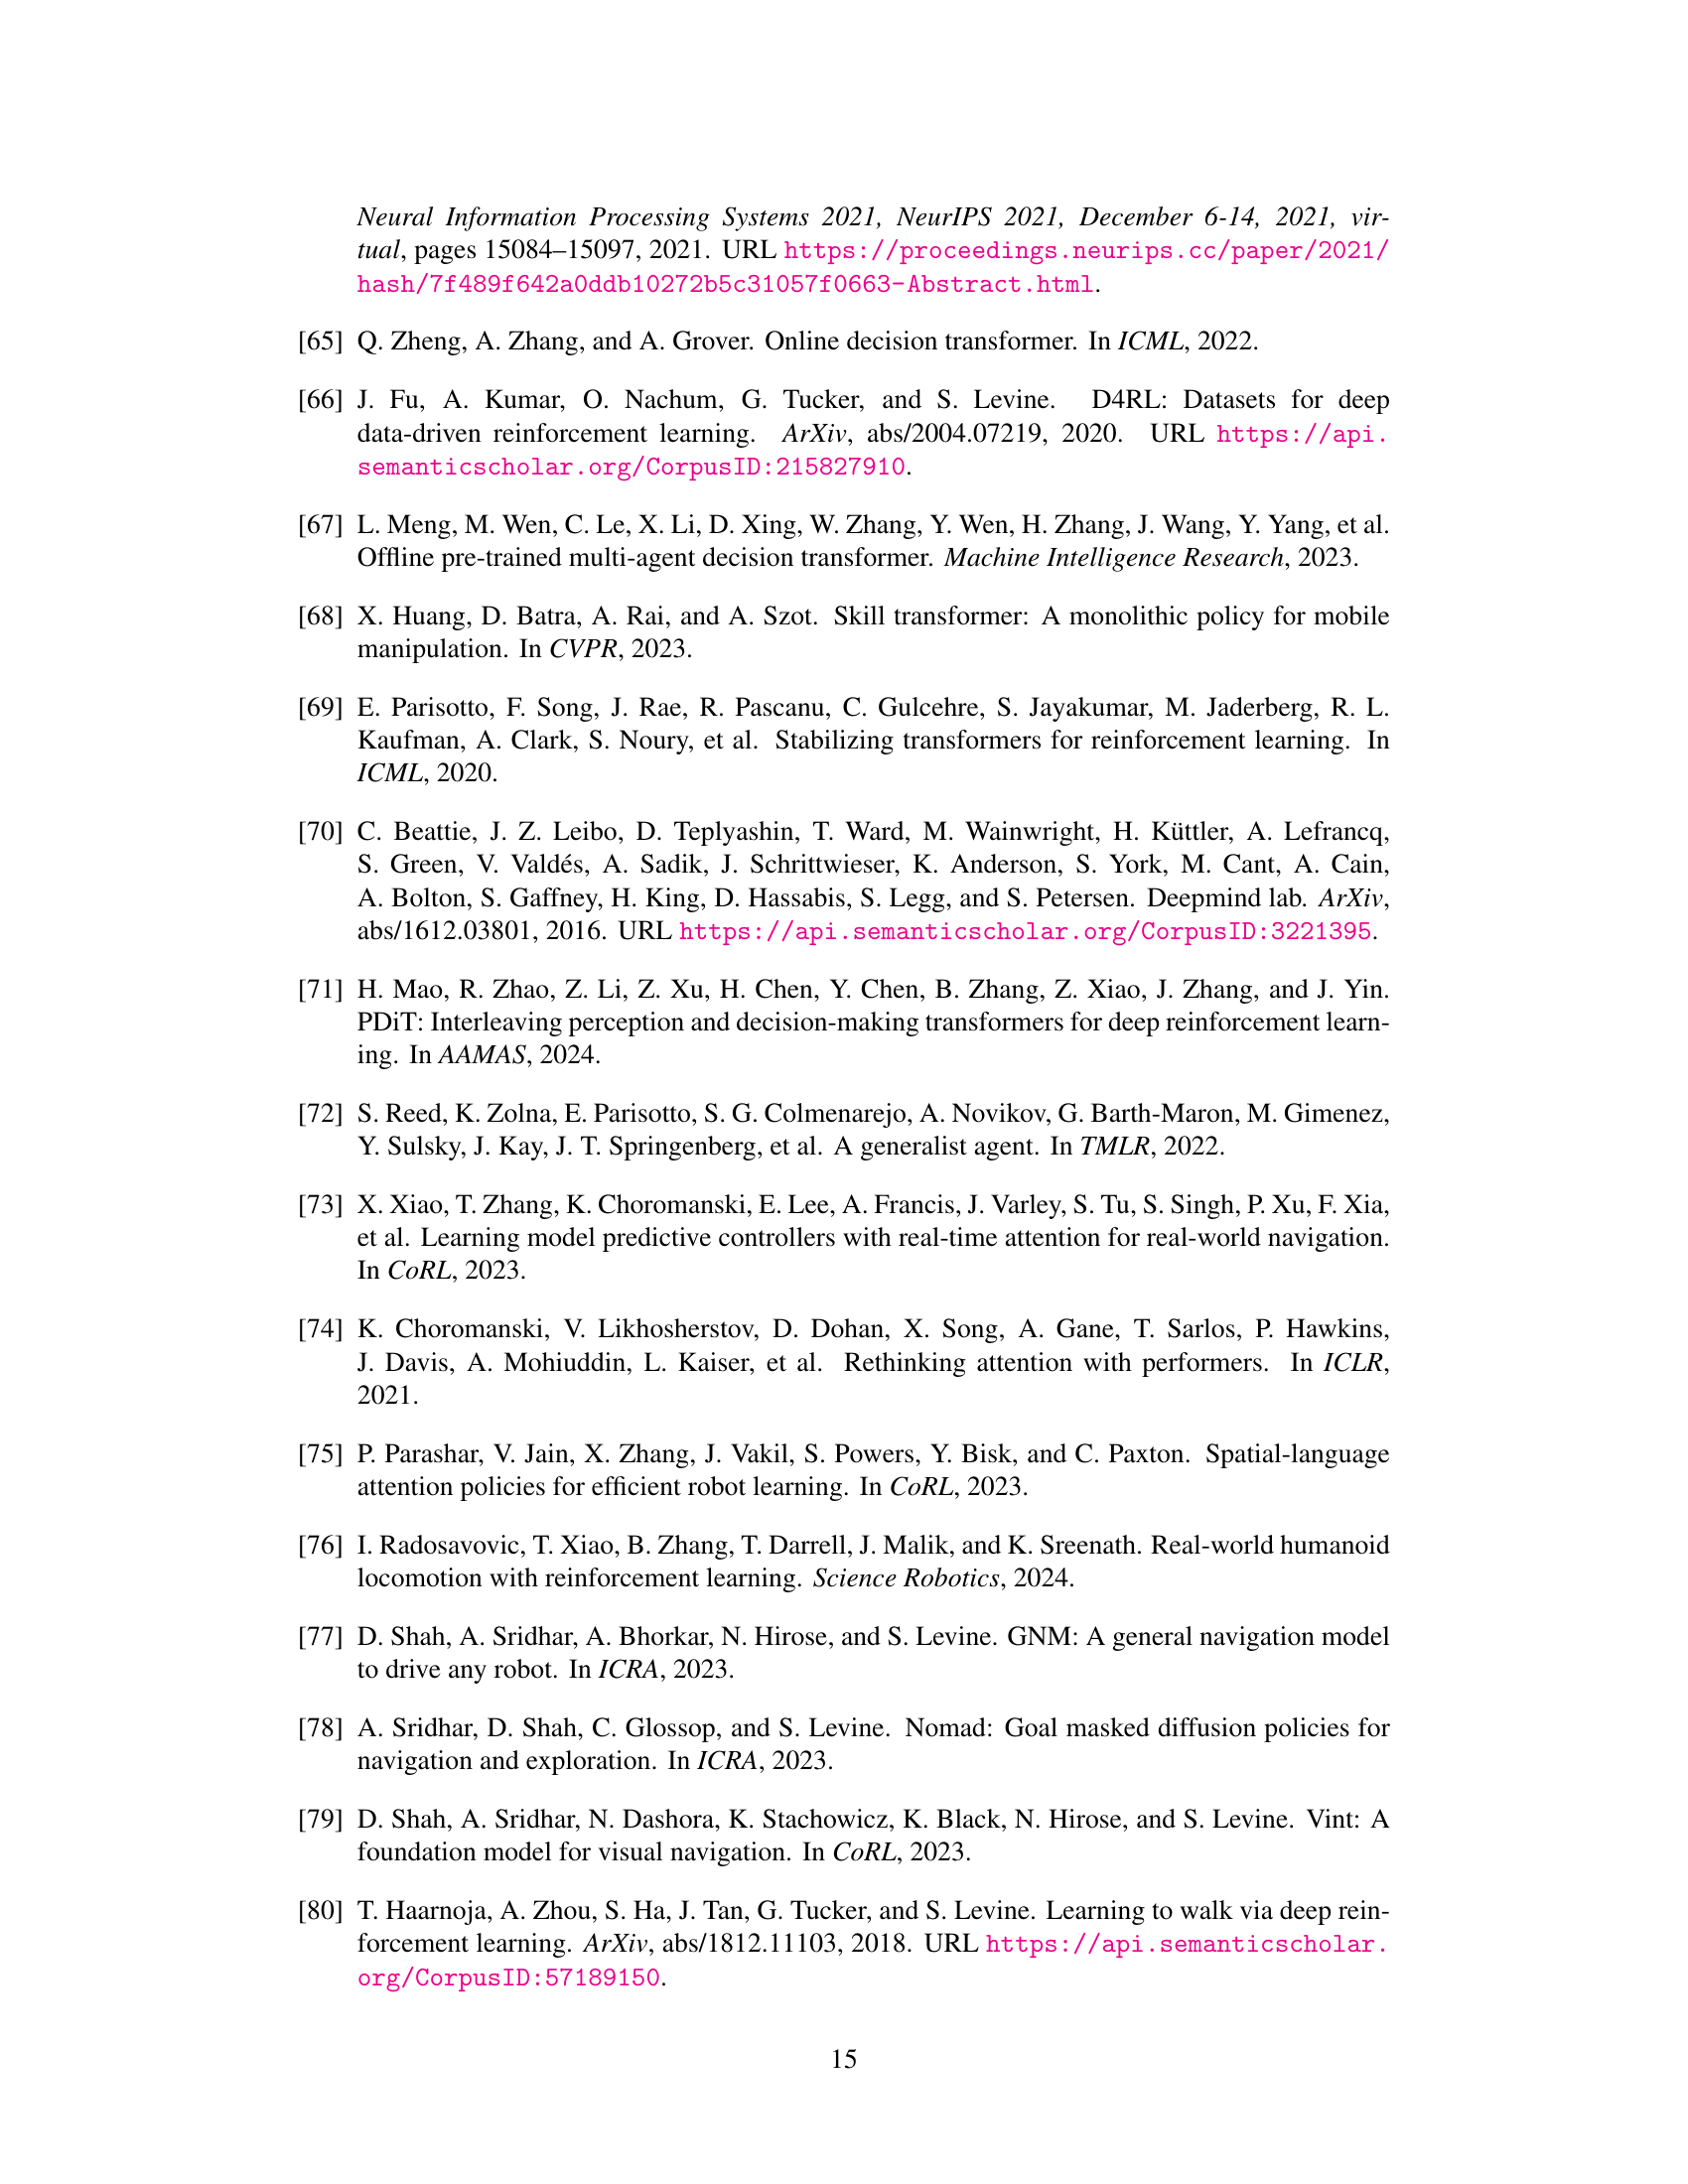 Neural Information Processing Systems 2021, NeurIPS 2021, December 6-14, 2021, vir-
tual, pages 15084–15097, 2021. URL https://proceedings.neurips.cc/paper/2021/
hash/7f489f642a0ddb10272b5c31057f0663-Abstract.html.
[65] Q. Zheng, A. Zhang, and A. Grover. Online decision transformer. In ICML, 2022.
[66] J. Fu, A. Kumar, O. Nachum, G. Tucker, and S. Levine. D4RL: Datasets for deep
data-driven reinforcement learning. ArXiv, abs/2004.07219, 2020. URL https://api.
semanticscholar.org/CorpusID:215827910.
[67] L. Meng, M. Wen, C. Le, X. Li, D. Xing, W. Zhang, Y. Wen, H. Zhang, J. Wang, Y. Yang, et al.
Offline pre-trained multi-agent decision transformer. Machine Intelligence Research, 2023.
[68] X. Huang, D. Batra, A. Rai, and A. Szot. Skill transformer: A monolithic policy for mobile
manipulation. In CVPR, 2023.
[69] E. Parisotto, F. Song, J. Rae, R. Pascanu, C. Gulcehre, S. Jayakumar, M. Jaderberg, R. L.
Kaufman, A. Clark, S. Noury, et al. Stabilizing transformers for reinforcement learning. In
ICML, 2020.
[70] C. Beattie, J. Z. Leibo, D. Teplyashin, T. Ward, M. Wainwright, H. Küttler, A. Lefrancq,
S. Green, V. Valdés, A. Sadik, J. Schrittwieser, K. Anderson, S. York, M. Cant, A. Cain,
A. Bolton, S. Gaffney, H. King, D. Hassabis, S. Legg, and S. Petersen. Deepmind lab. ArXiv,
abs/1612.03801, 2016. URL https://api.semanticscholar.org/CorpusID:3221395.
[71] H. Mao, R. Zhao, Z. Li, Z. Xu, H. Chen, Y. Chen, B. Zhang, Z. Xiao, J. Zhang, and J. Yin.
PDiT: Interleaving perception and decision-making transformers for deep reinforcement learn-
ing. In AAMAS, 2024.
[72] S. Reed, K. Zolna, E. Parisotto, S. G. Colmenarejo, A. Novikov, G. Barth-Maron, M. Gimenez,
Y. Sulsky, J. Kay, J. T. Springenberg, et al. A generalist agent. In TMLR, 2022.
[73] X. Xiao, T. Zhang, K. Choromanski, E. Lee, A. Francis, J. Varley, S. Tu, S. Singh, P. Xu, F. Xia,
et al. Learning model predictive controllers with real-time attention for real-world navigation.
In CoRL, 2023.
[74] K. Choromanski, V. Likhosherstov, D. Dohan, X. Song, A. Gane, T. Sarlos, P. Hawkins,
J. Davis, A. Mohiuddin, L. Kaiser, et al. Rethinking attention with performers. In ICLR,
2021.
[75] P. Parashar, V. Jain, X. Zhang, J. Vakil, S. Powers, Y. Bisk, and C. Paxton. Spatial-language
attention policies for efficient robot learning. In CoRL, 2023.
[76] I. Radosavovic, T. Xiao, B. Zhang, T. Darrell, J. Malik, and K. Sreenath. Real-world humanoid
locomotion with reinforcement learning. Science Robotics, 2024.
[77] D. Shah, A. Sridhar, A. Bhorkar, N. Hirose, and S. Levine. GNM: A general navigation model
to drive any robot. In ICRA, 2023.
[78] A. Sridhar, D. Shah, C. Glossop, and S. Levine. Nomad: Goal masked diffusion policies for
navigation and exploration. In ICRA, 2023.
[79] D. Shah, A. Sridhar, N. Dashora, K. Stachowicz, K. Black, N. Hirose, and S. Levine. Vint: A
foundation model for visual navigation. In CoRL, 2023.
[80] T. Haarnoja, A. Zhou, S. Ha, J. Tan, G. Tucker, and S. Levine. Learning to walk via deep rein-
forcement learning. ArXiv, abs/1812.11103, 2018. URL https://api.semanticscholar.
org/CorpusID:57189150.
15